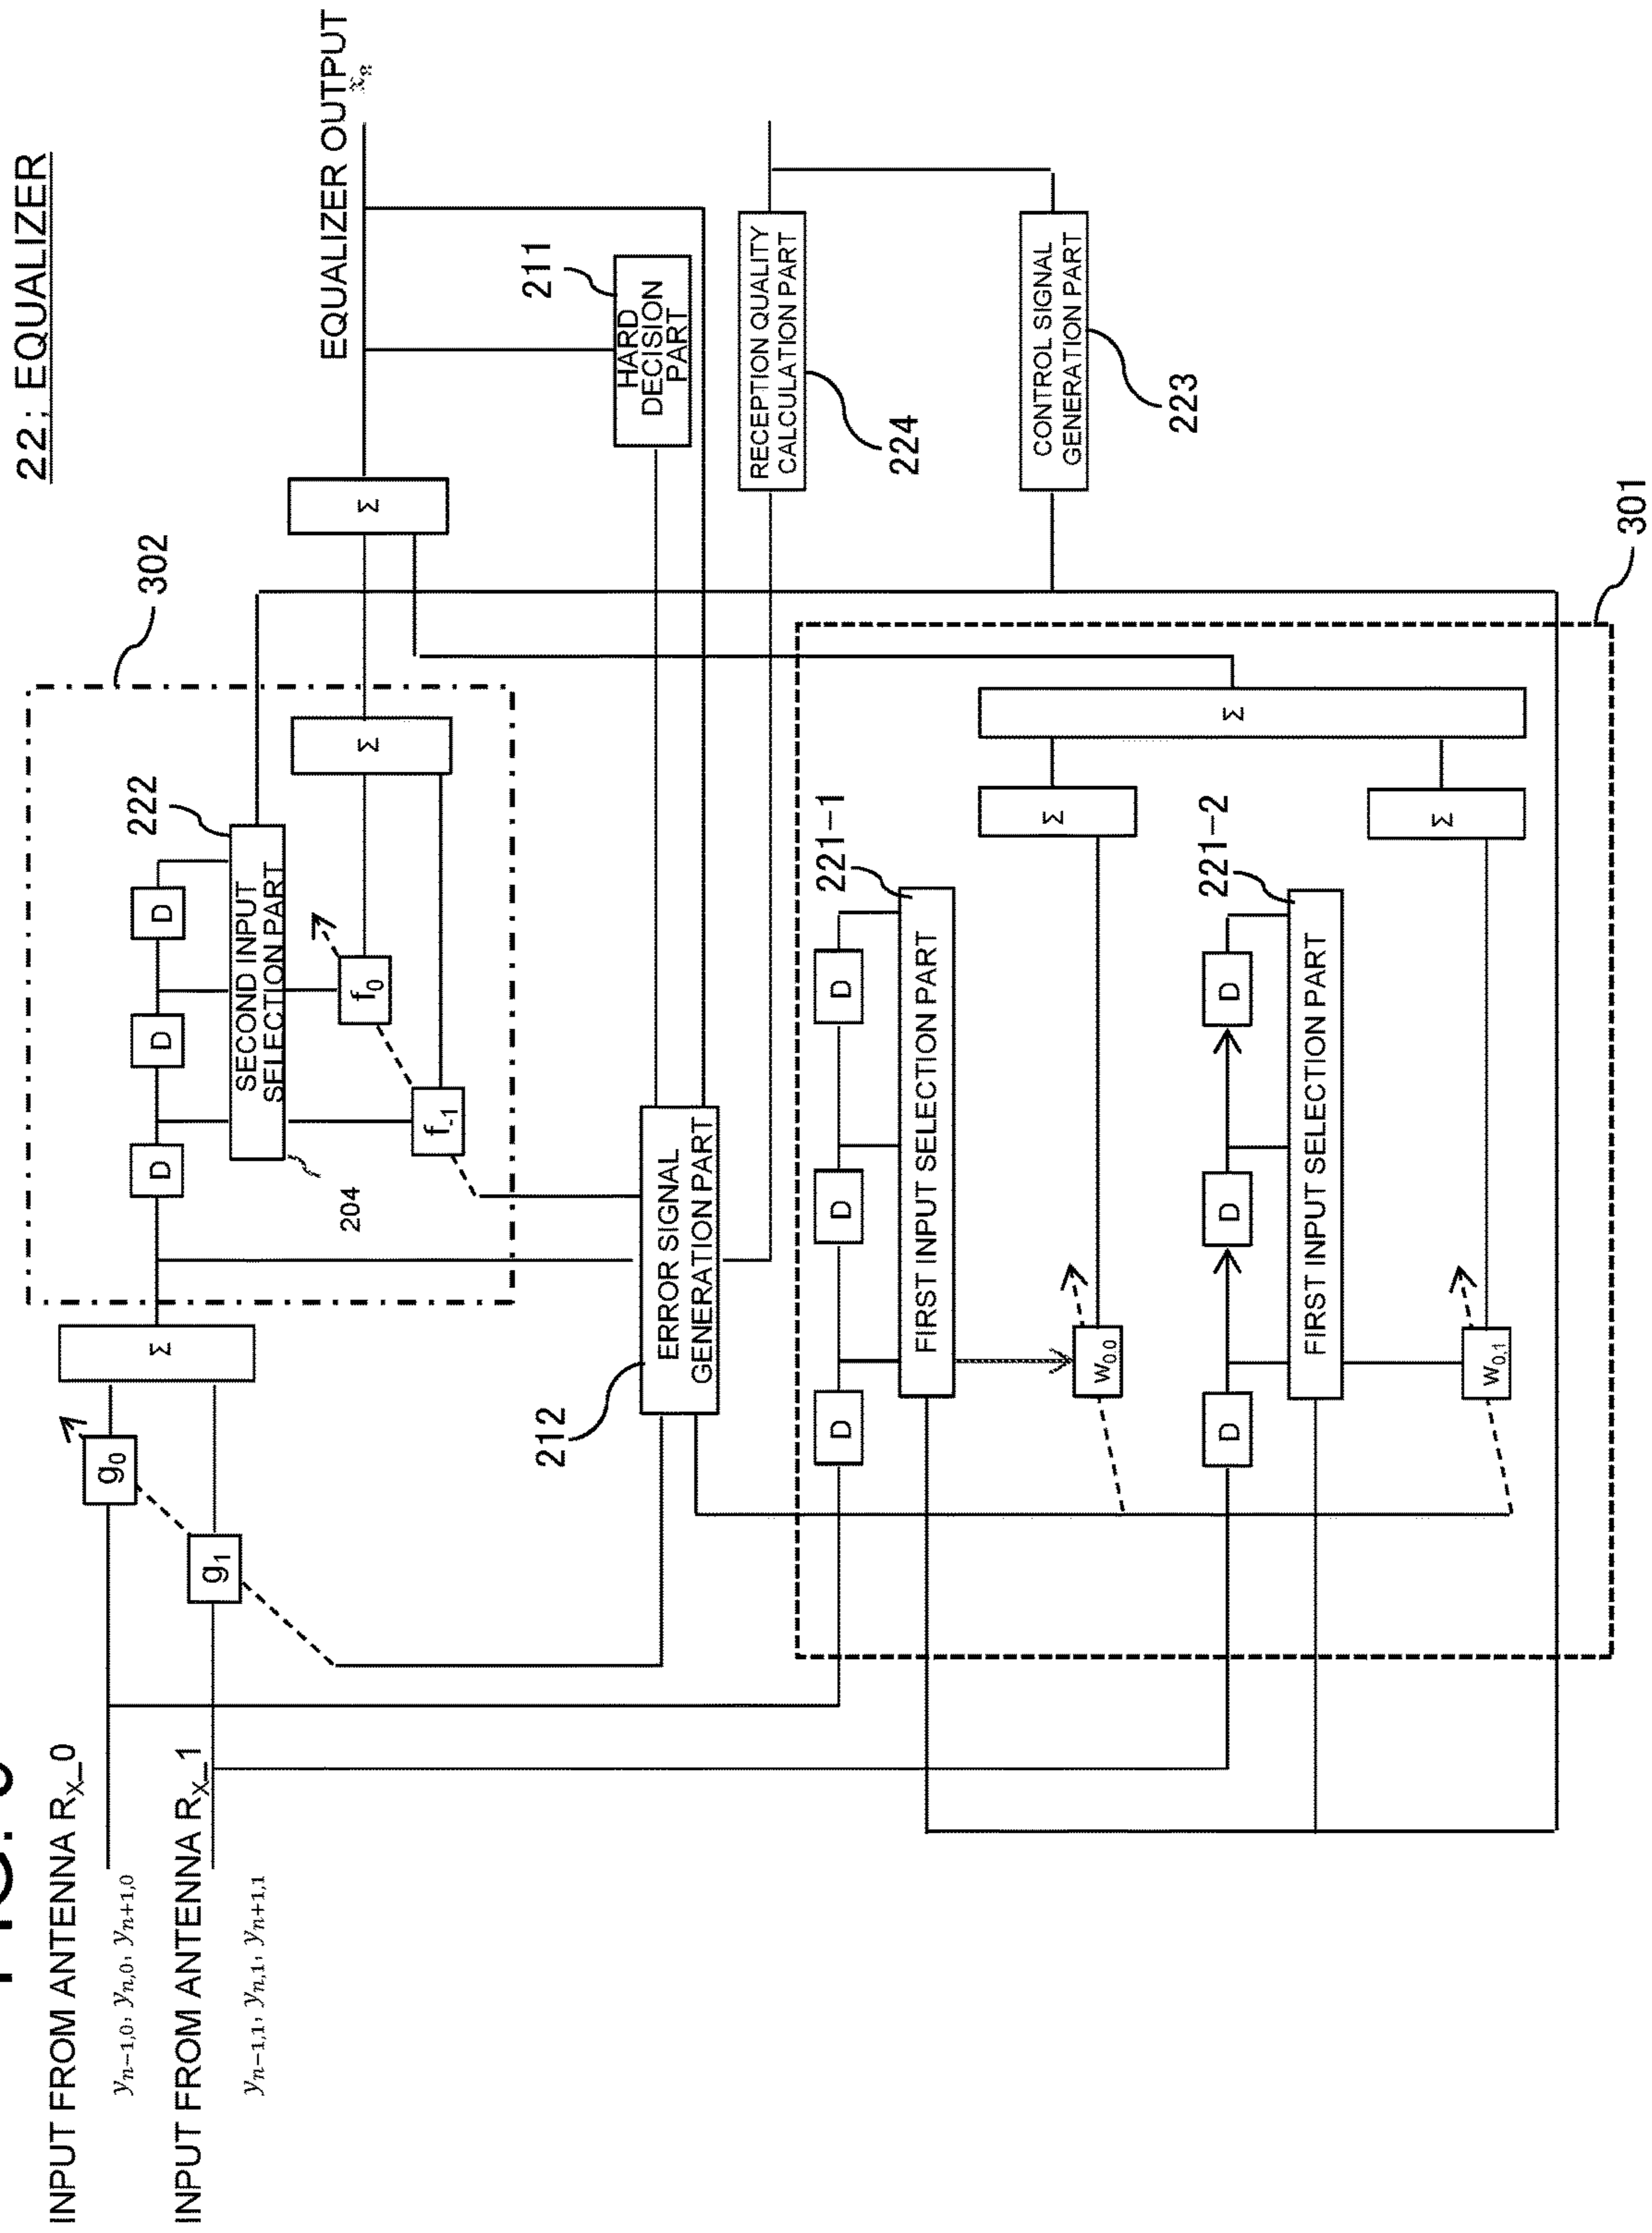 22; EQUALIZER
INPUT FROM ANTENNA Rx_0
yn−1,0, yn,0, yn+1,0
INPUT FROM ANTENNA Rx_1
yn−1,1, yn,1, yn+1,1
g0
g1
Σ
302
D
D
D
222
SECOND INPUT
SELECTION PART
204
f0
f-1
Σ
Σ
EQUALIZER OUTPUT
211
HARD
DECISION
PART
212
ERROR SIGNAL
GENERATION PART
RECEPTION QUALITY
CALCULATION PART
224
CONTROL SIGNAL
GENERATION PART
223
D
D
D
221-1
FIRST INPUT SELECTION PART
w0.0
Σ
Σ
D
D
D
221-2
FIRST INPUT SELECTION PART
w0,1
Σ
301